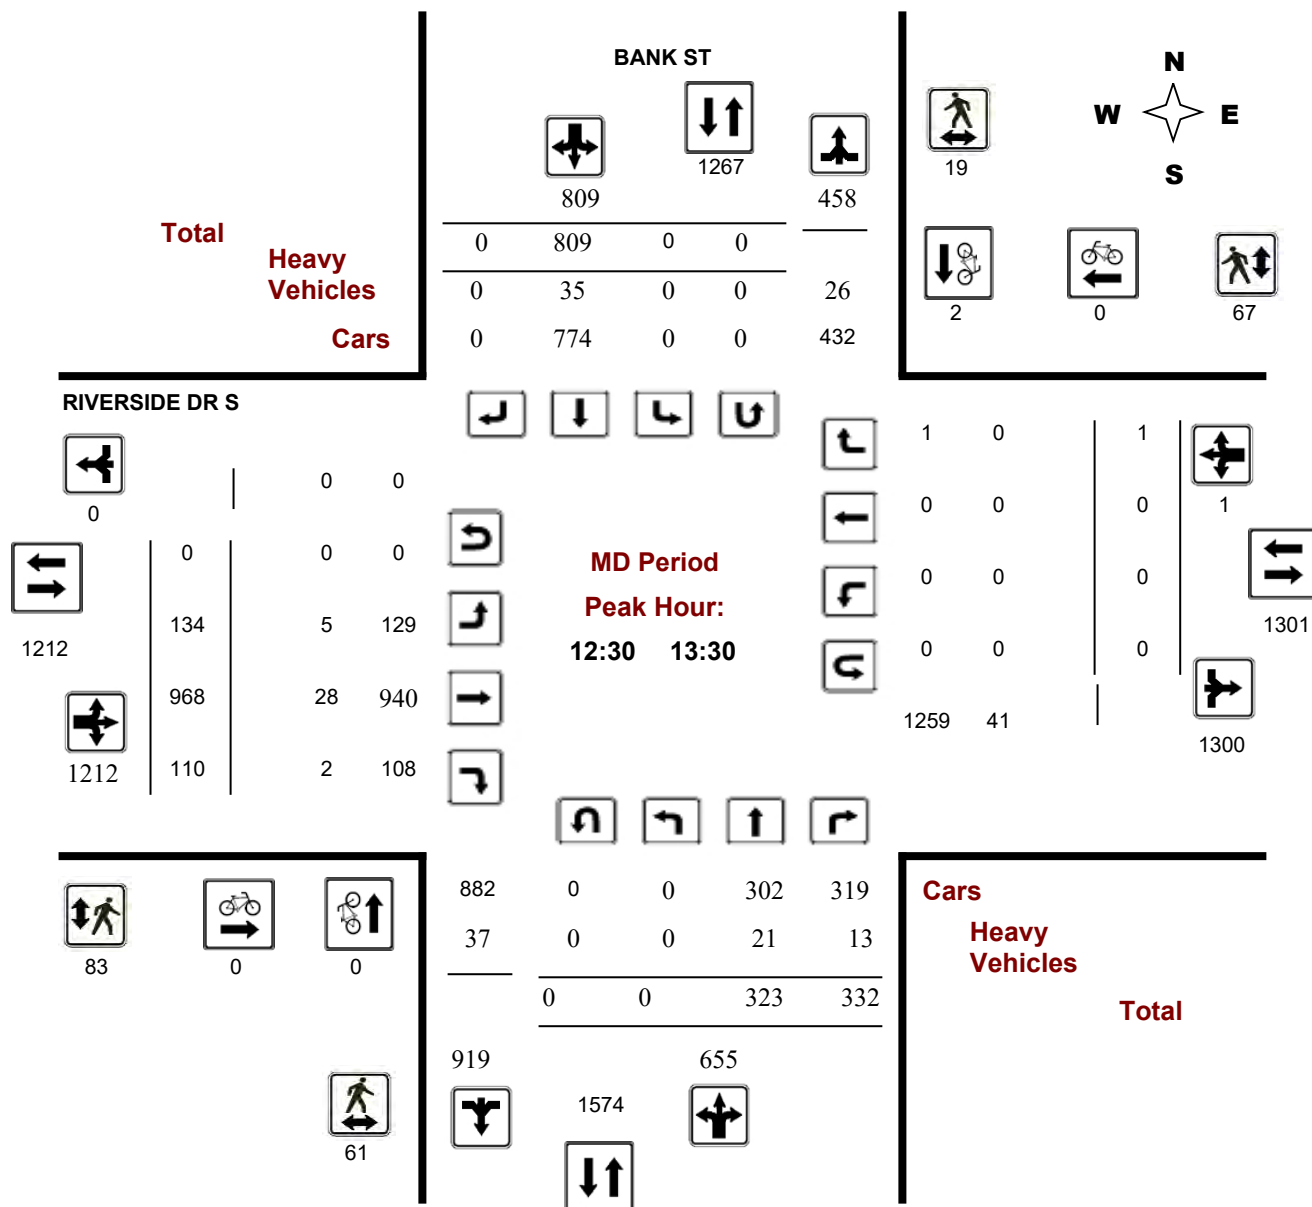 BANK ST
N
W E
S
1267
19
809 458
Total 0 809 0 0
Heavy
Vehicles 0 35 0 0 26
2 0 67
Cars 0 774 0 0 432
RIVERSIDE DR S
1 0 1
0 0
0 0 0 0 1
0 0 0
MD Period
0 0 0
Peak Hour:
134 5 129 1301
1212 12:30 13:30 0 0 0
968 28 940
1259 41
1300
1212 110 2 108
882 0 0 302 319 Cars
37 0 0 21 13 Heavy
Vehicles
83 0 0
0 0 323 332
Total
919 655
1574
61